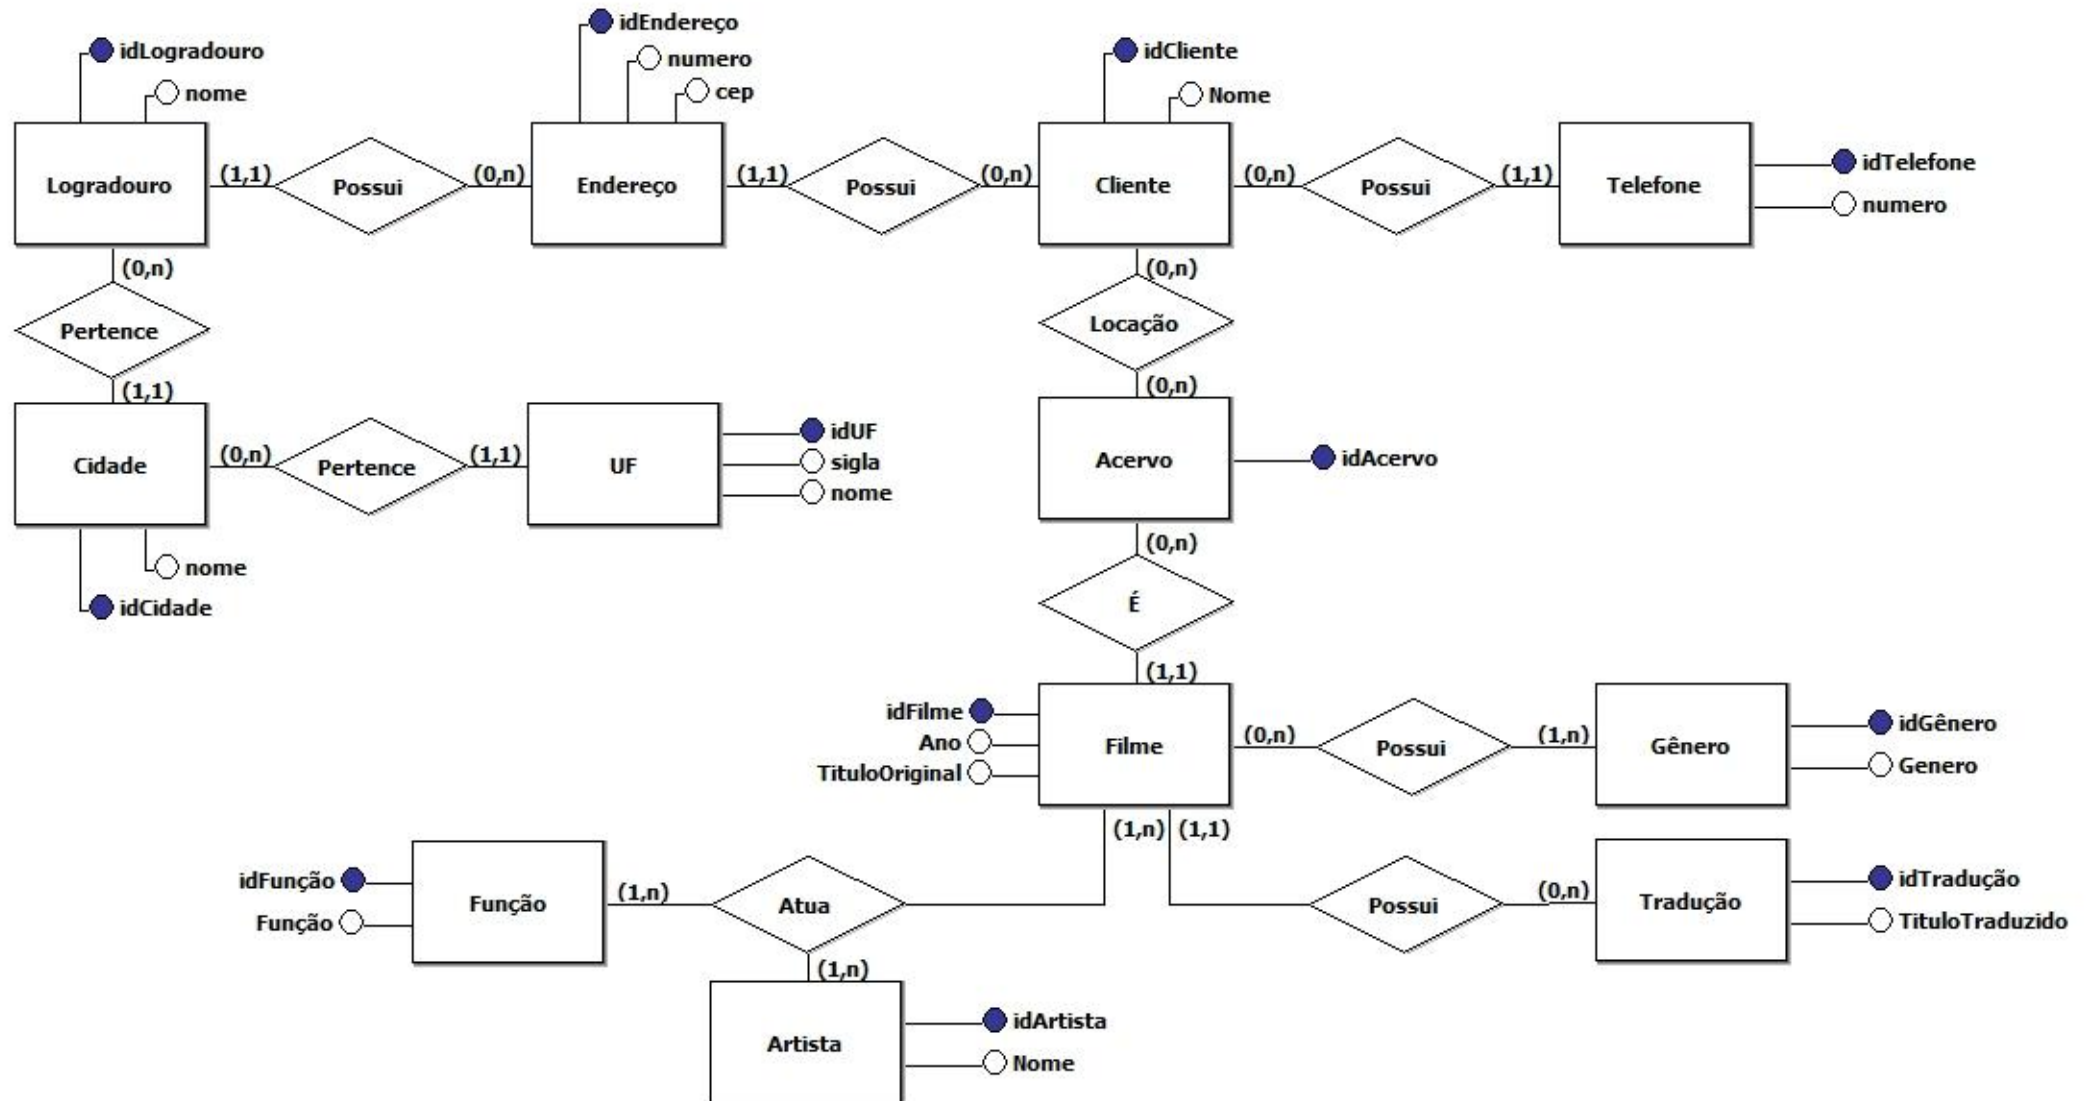 idLogradouro
nome
idEndereço
numero
cep
idCliente
Nome
Logradouro
(1,1)
Possui
(0,n)
Endereço
(1,1)
Possui
(0,n)
Cliente
(0,n)
Possui
(1,1)
Telefone
idTelefone
numero
(0,n)
Pertence
(1,1)
(0,n)
Locação
(0,n)
Cidade
(0,n)
Pertence
(1,1)
UF
idUF
sigla
nome
Acervo
idAcervo
nome
idCidade
(0,n)
É
(1,1)
idFilme
Ano
TituloOriginal
Filme
(0,n)
Possui
(1,n)
Gênero
idGênero
Genero
(1,n)
(1,1)
idFunção
Função
Função
(1,n)
Atua
Possui
(0,n)
Tradução
idTradução
TituloTraduzido
(1,n)
Artista
idArtista
Nome